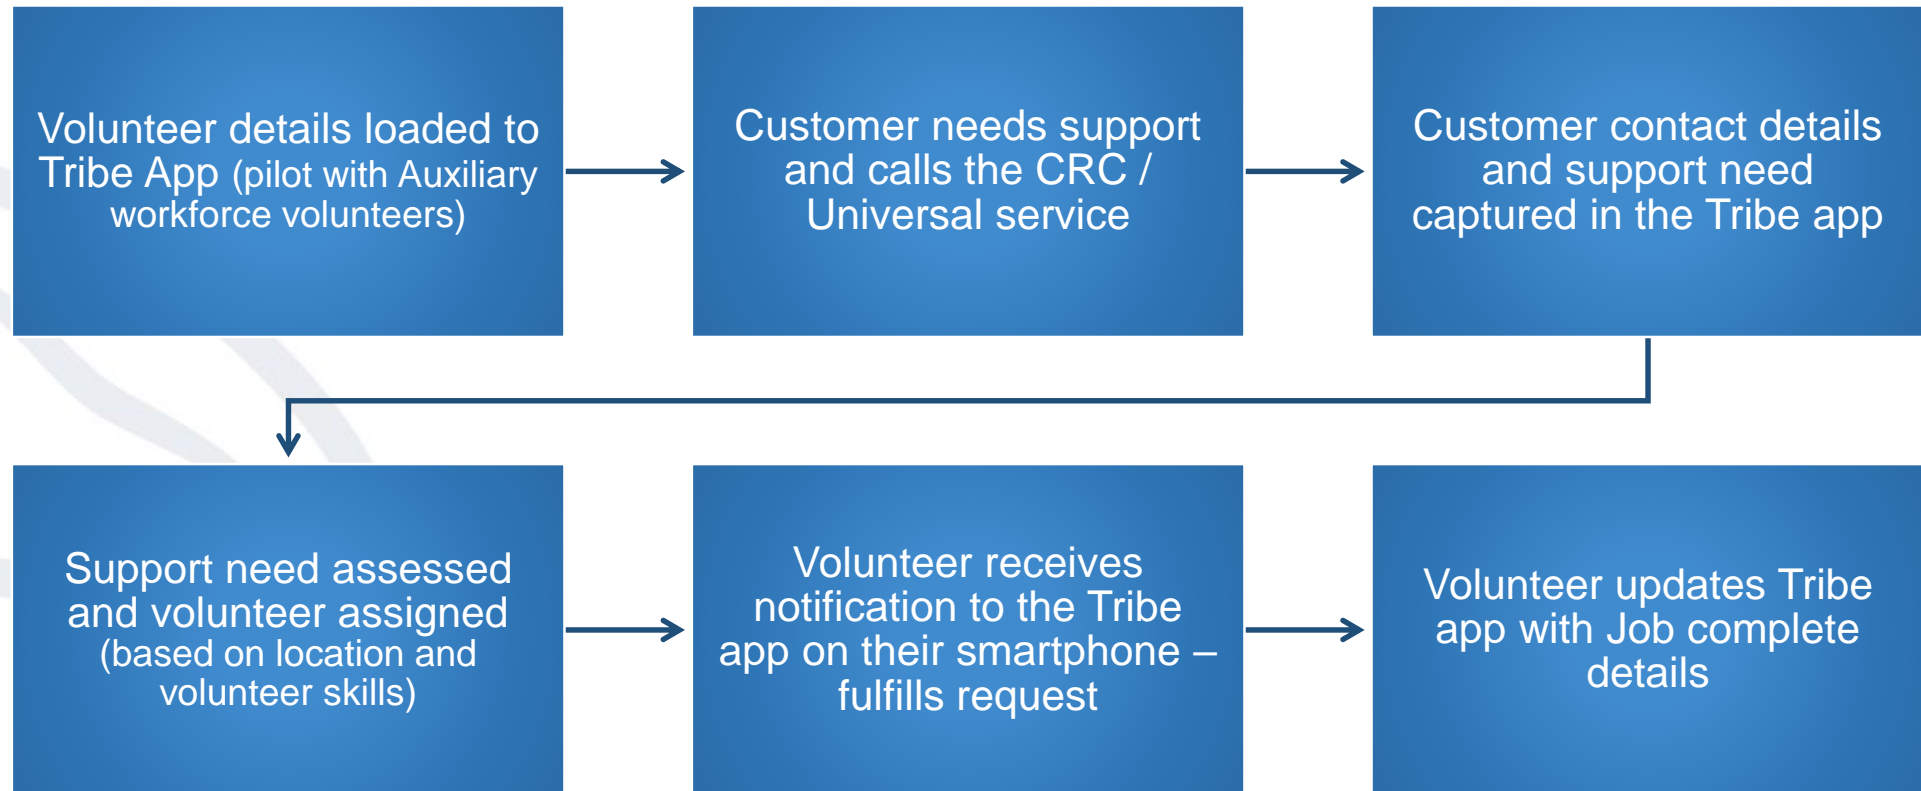 Volunteer details loaded to
Tribe App (pilot with Auxiliary
workforce volunteers)
Customer needs support
and calls the CRC /
Universal service
Customer contact details
and support need
captured in the Tribe app
Support need assessed
and volunteer assigned
(based on location and
volunteer skills)
Volunteer receives
notification to the Tribe
app on their smartphone –
fulfills request
Volunteer updates Tribe
app with Job complete
details